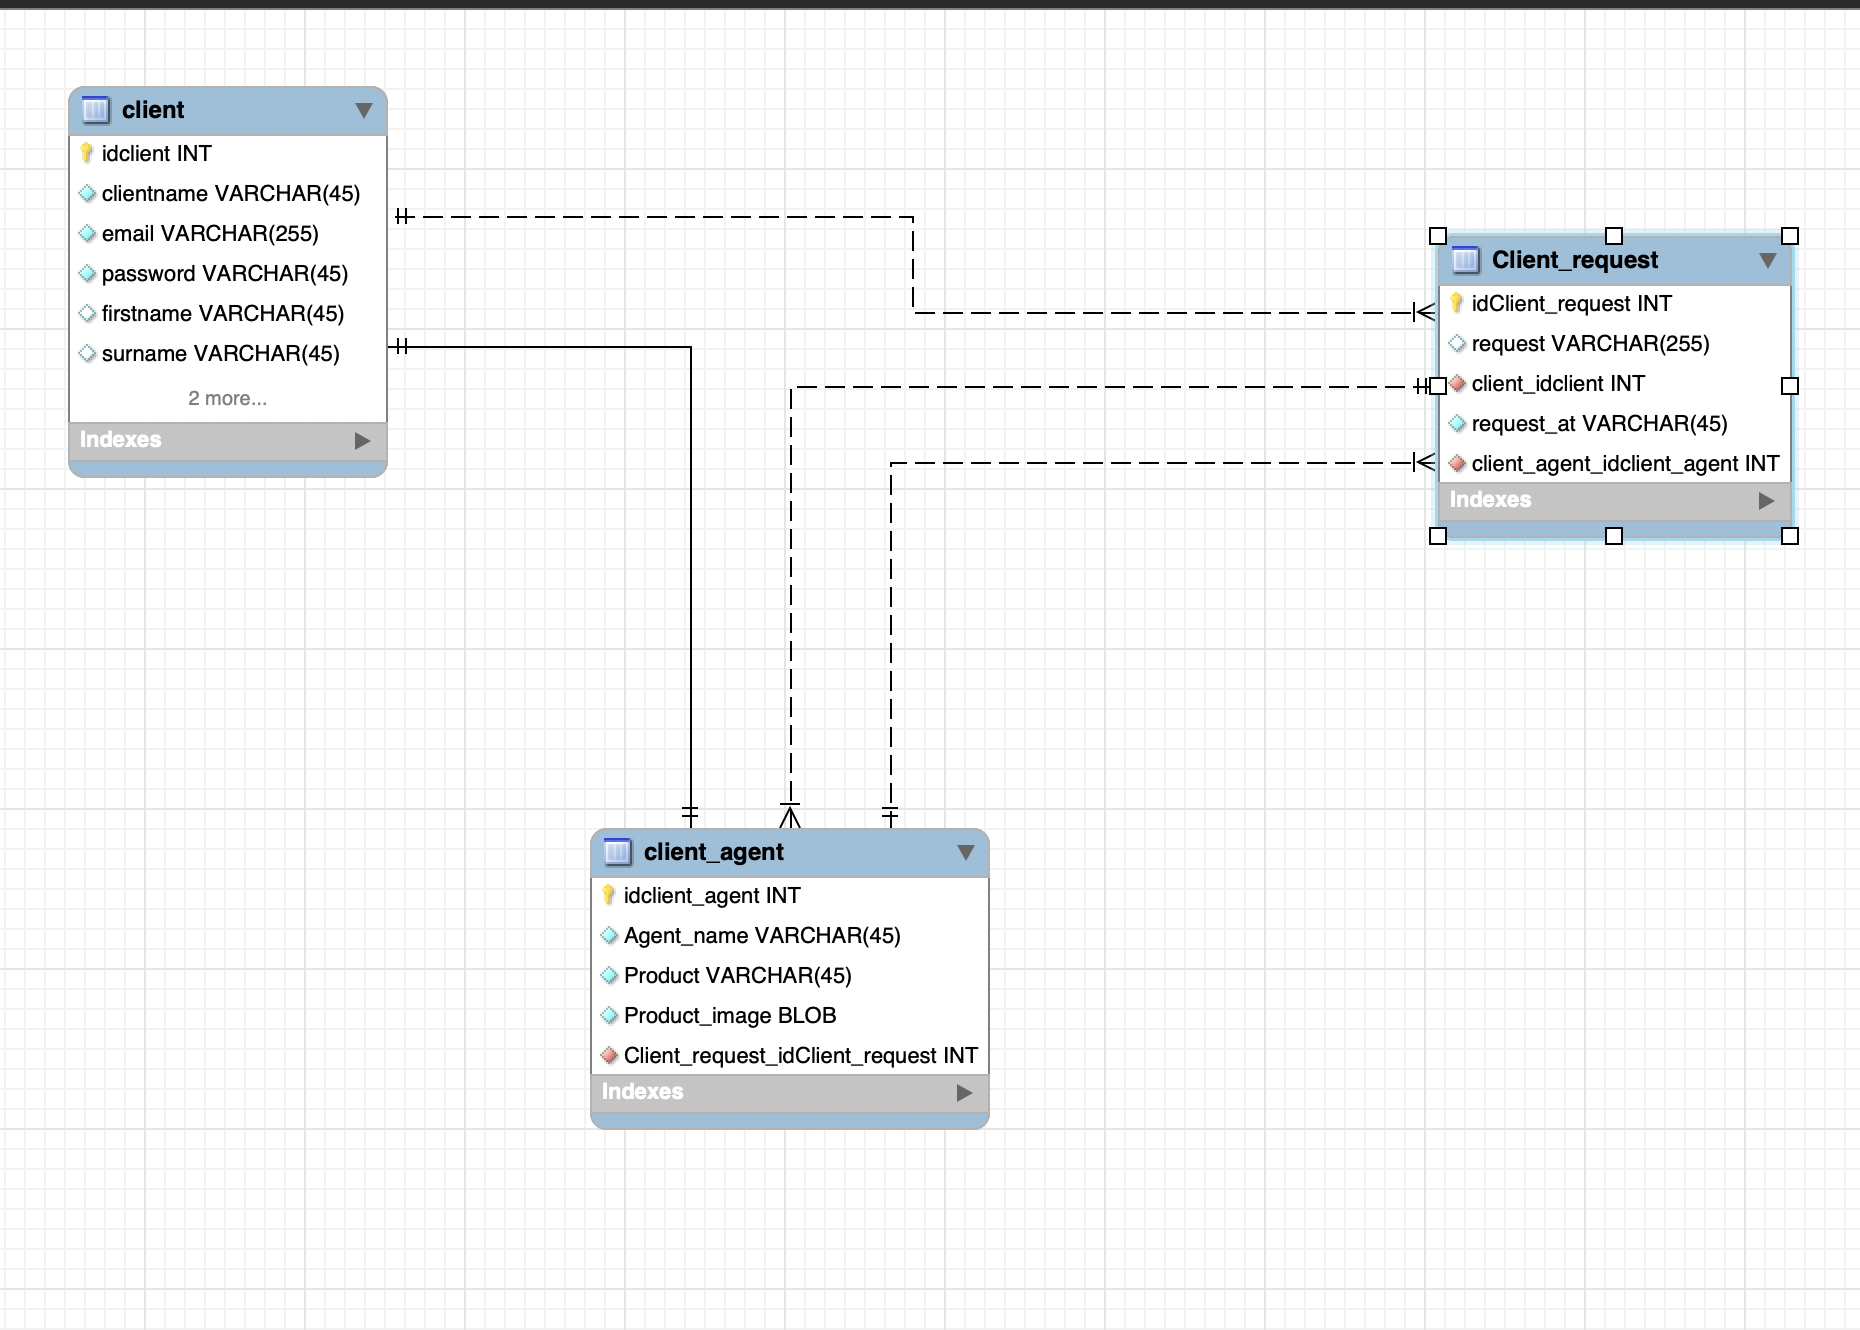 client
idclient INT
clientname VARCHAR(45)
email VARCHAR(255)
password VARCHAR(45)
firstname VARCHAR(45)
surname VARCHAR(45)
2 more...
Indexes
Client_request
idClient_request INT
request VARCHAR(255)
client_idclient INT
request_at VARCHAR(45)
client_agent_idclient_agent INT
Indexes
client_agent
idclient_agent INT
Agent_name VARCHAR(45)
Product VARCHAR(45)
Product_image BLOB
Client_request_idClient_request INT
Indexes